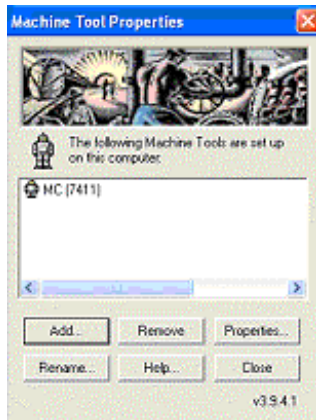 Machine Tool Properties
The following Machine Tools are set up
on this computer.
MC (7411)
Add... Remove Properties...
Rename... Help... Close
v3.9.4.1